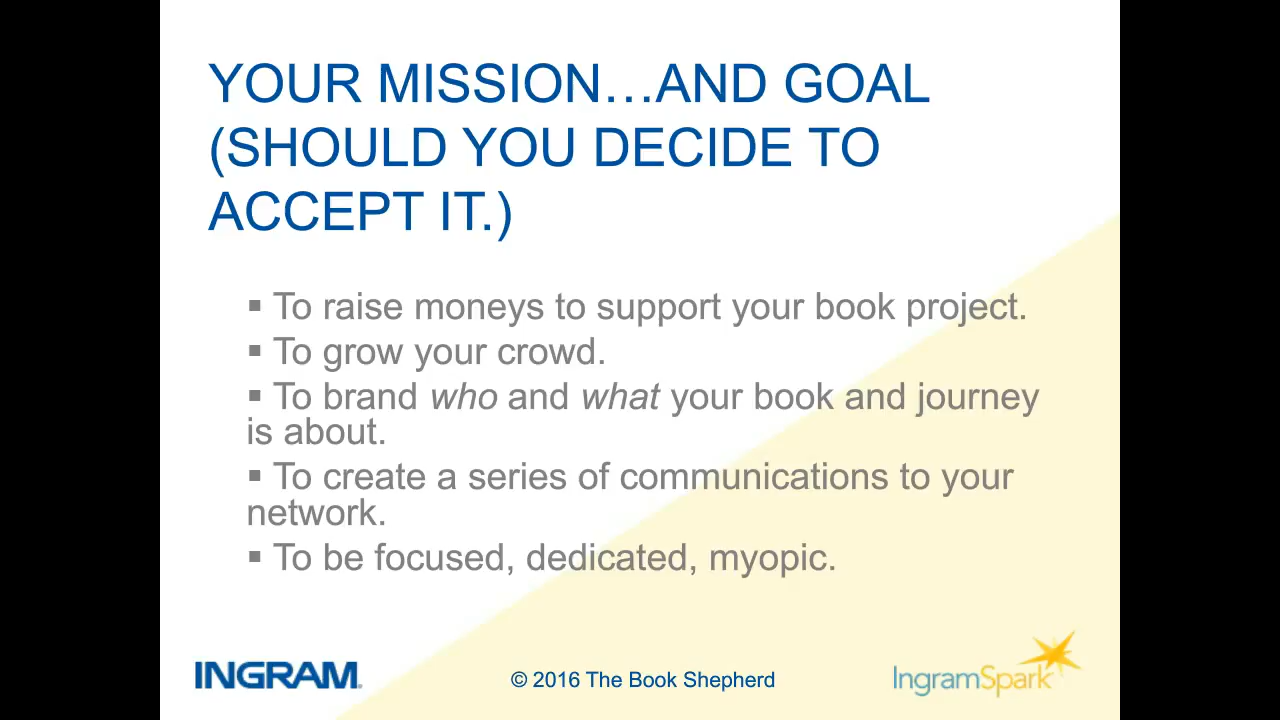 YOUR MISSION…AND GOAL
(SHOULD YOU DECIDE TO
ACCEPT IT.)
▪ To raise moneys to support your book project.
▪ To grow your crowd.
▪ To brand who and what your book and journey
is about.
▪ To create a series of communications to your
network.
▪ To be focused, dedicated, myopic.
INGRAM
© 2016 The Book Shepherd
IngramSpark